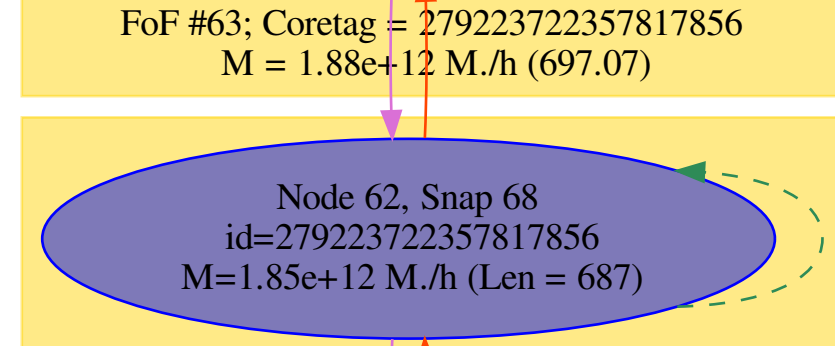 FoF #63; Coretag = 279223722357817856
M = 1.88e+12 M./h (697.07)
Node 62, Snap 68
id=279223722357817856
M=1.85e+12 M./h (Len = 687)